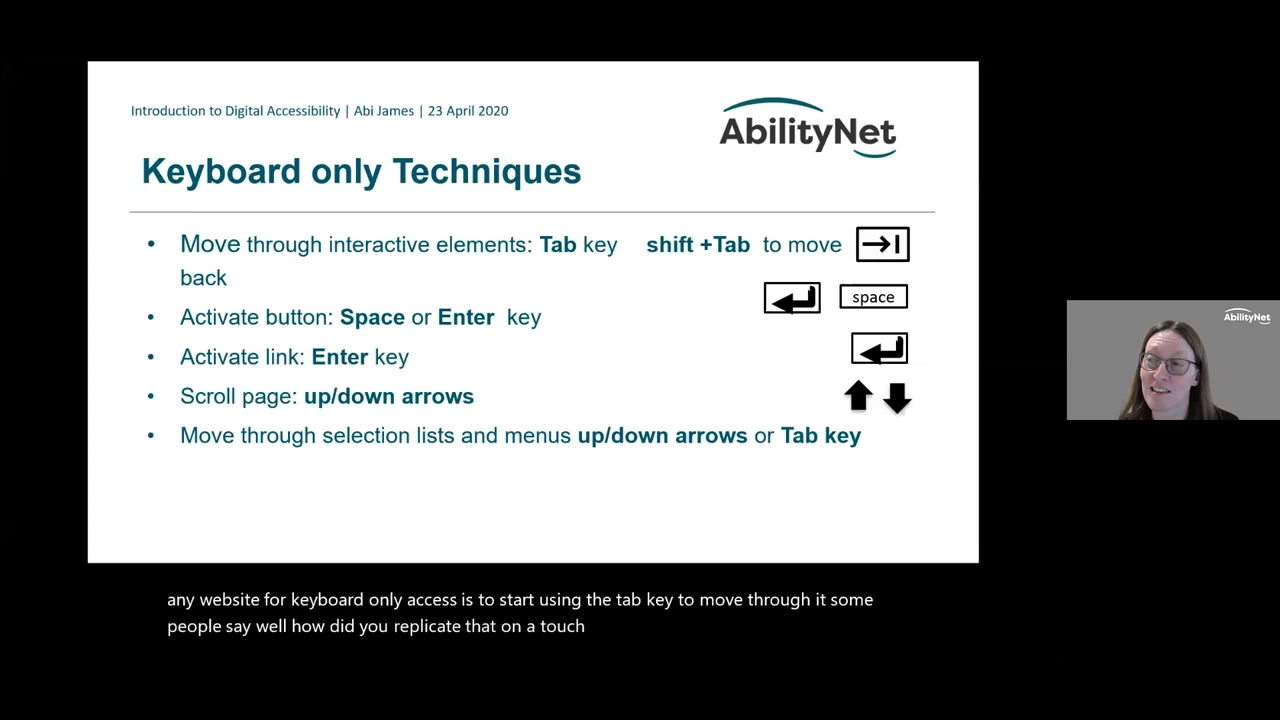 Introduction to Digital Accessibility | Abi James | 23 April 2020
AbilityNet
Keyboard only Techniques
• Move through interactive elements: Tab key shift +Tab to move
back
space
• Activate button: Space or Enter key
• Activate link: Enter key
• Scroll page: up/down arrows
• Move through selection lists and menus up/down arrows or Tab key
AbilityNet
any website for keyboard only access is to start using the tab key to move through it some
people say well how did you replicate that on a touch